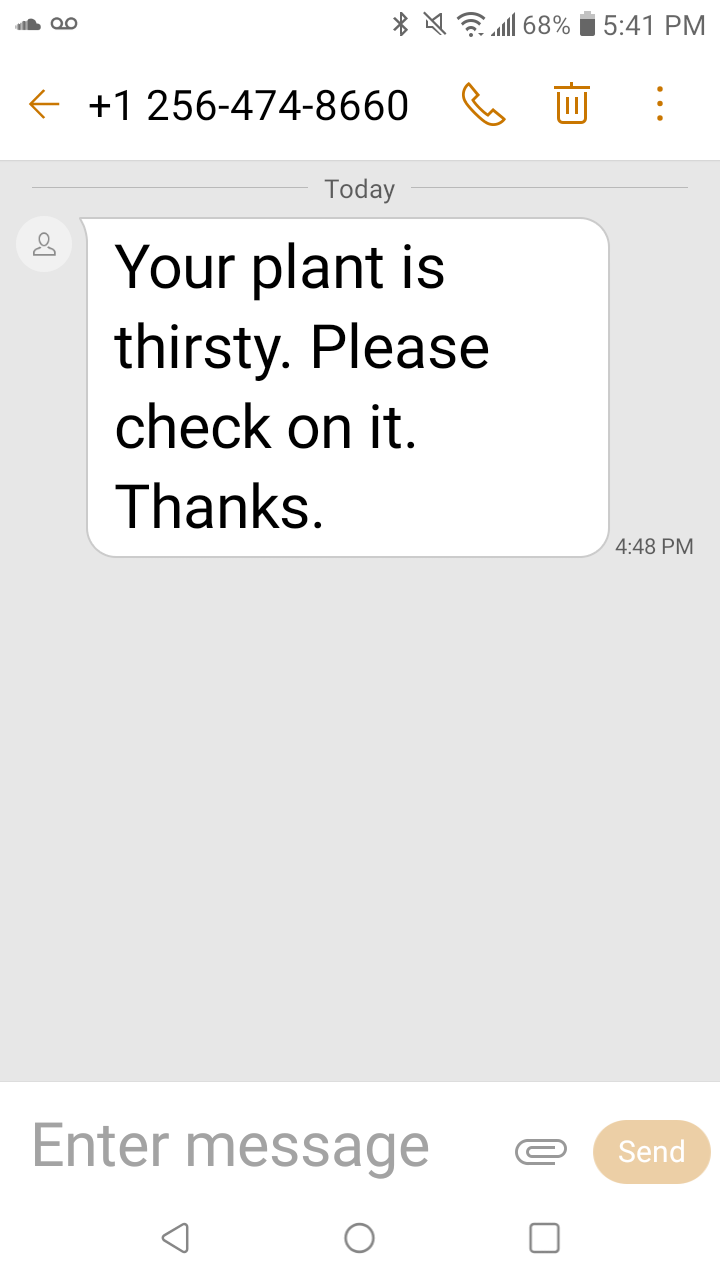 68% 5:41 PM
+1 256-474-8660
Today
Your plant is
thirsty. Please
check on it.
Thanks.
4:48 PM
Enter message
Send